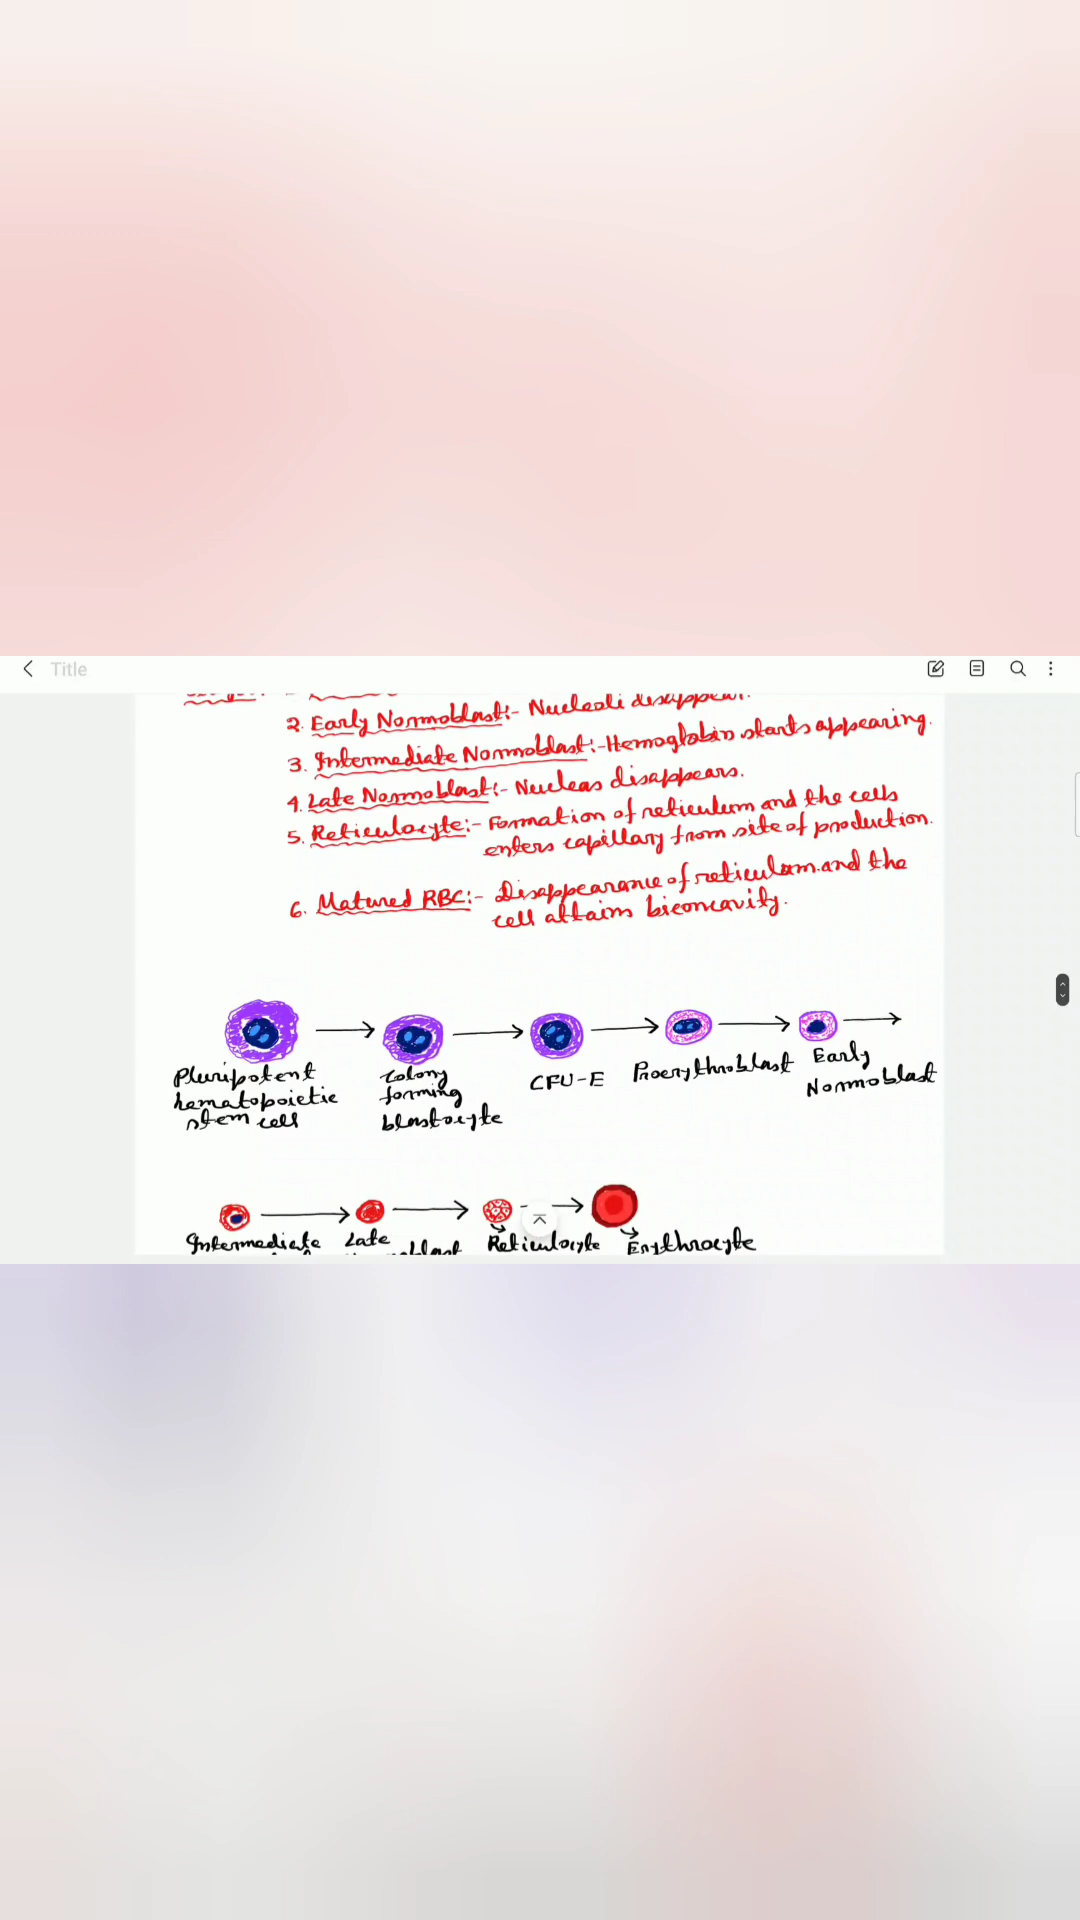 Title
2. Early Normoblast:- Nucleoli disappear.
3. Intermediate Normoblast:- Hemoglobin starts appearing.
4. Late Normoblast:- Nucleas disappears.
5. Reticulocyte:- Formation of reticulum and the cells
enters capillary from site of production.
6. Matured RBC:- Disappearance of reticulum and the
cell attains biconcavity.
Pluripotent
hematopoietic
stem cell
Colony
forming
blastocyte
CFU-E
Proerythroblast
Early
Normoblast
Intermediate
Late
Reticulocyte
Erythrocyte